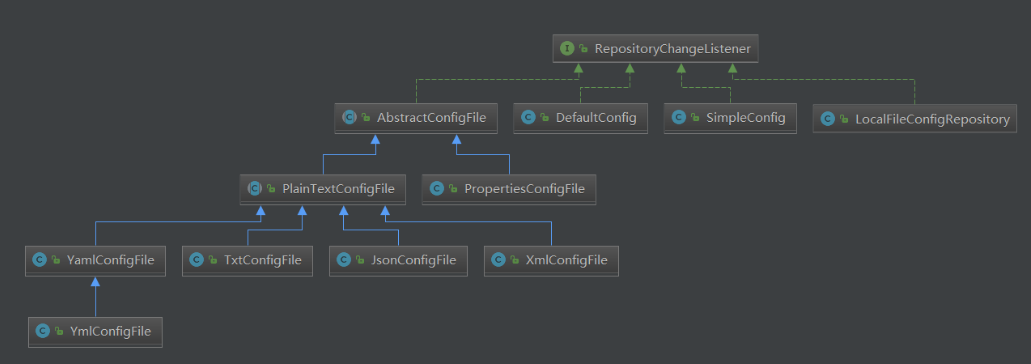 I RepositoryChangeListener
C AbstractConfigFile
C DefaultConfig
C SimpleConfig
C LocalFileConfigRepository
C PlainTextConfigFile
C PropertiesConfigFile
C YamlConfigFile
C TxtConfigFile
C JsonConfigFile
C XmlConfigFile
C YmlConfigFile